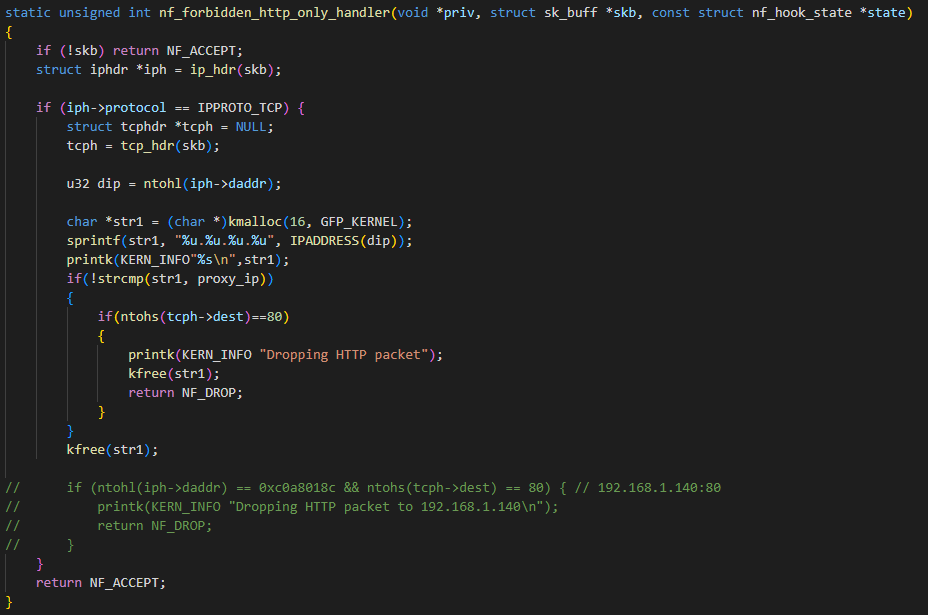 static unsigned int nf_forbidden_http_only_handler(void *priv, struct sk_buff *skb, const struct nf_hook_state *state)
{
    if (!skb) return NF_ACCEPT;
    struct iphdr *iph = ip_hdr(skb);

    if (iph->protocol == IPPROTO_TCP) {
        struct tcphdr *tcph = NULL;
        tcph = tcp_hdr(skb);

        u32 dip = ntohl(iph->daddr);

        char *str1 = (char *)kmalloc(16, GFP_KERNEL);
        sprintf(str1, "%u.%u.%u.%u", IPADDRESS(dip));
        printk(KERN_INFO"%s\n",str1);
        if(!strcmp(str1, proxy_ip))
        {
            if(ntohs(tcph->dest)==80)
            {
                printk(KERN_INFO "Dropping HTTP packet");
                kfree(str1);
                return NF_DROP;
            }
        }
        kfree(str1);

//      if (ntohl(iph->daddr) == 0xc0a8018c && ntohs(tcph->dest) == 80) { // 192.168.1.140:80
//          printk(KERN_INFO "Dropping HTTP packet to 192.168.1.140\n");
//          return NF_DROP;
//      }
    }
    return NF_ACCEPT;
}